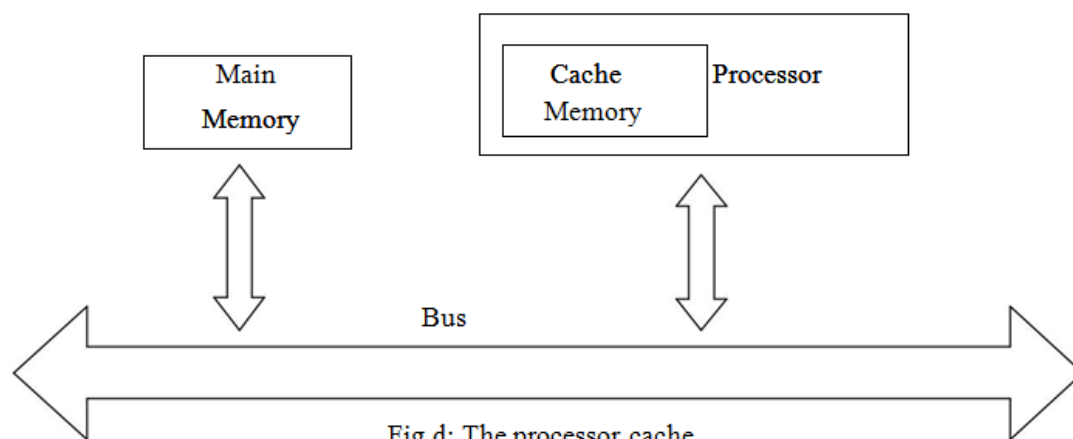 Main
Memory
Cache
Memory
Processor
Bus
Fig d: The processor cache